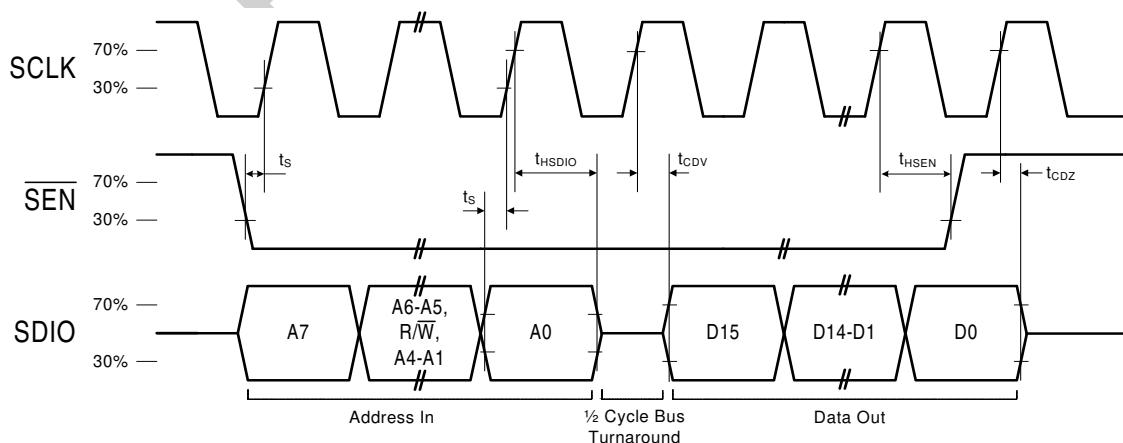 SCLK
70%
30%
SEN
70%
30%
tS
tS
tHSDIO
tCDV
tHSEN
tCDZ
SDIO
70%
30%
A7
A6-A5,
R/W,
A4-A1
A0
D15
D14-D1
D0
Address In
½ Cycle Bus
Turnaround
Data Out